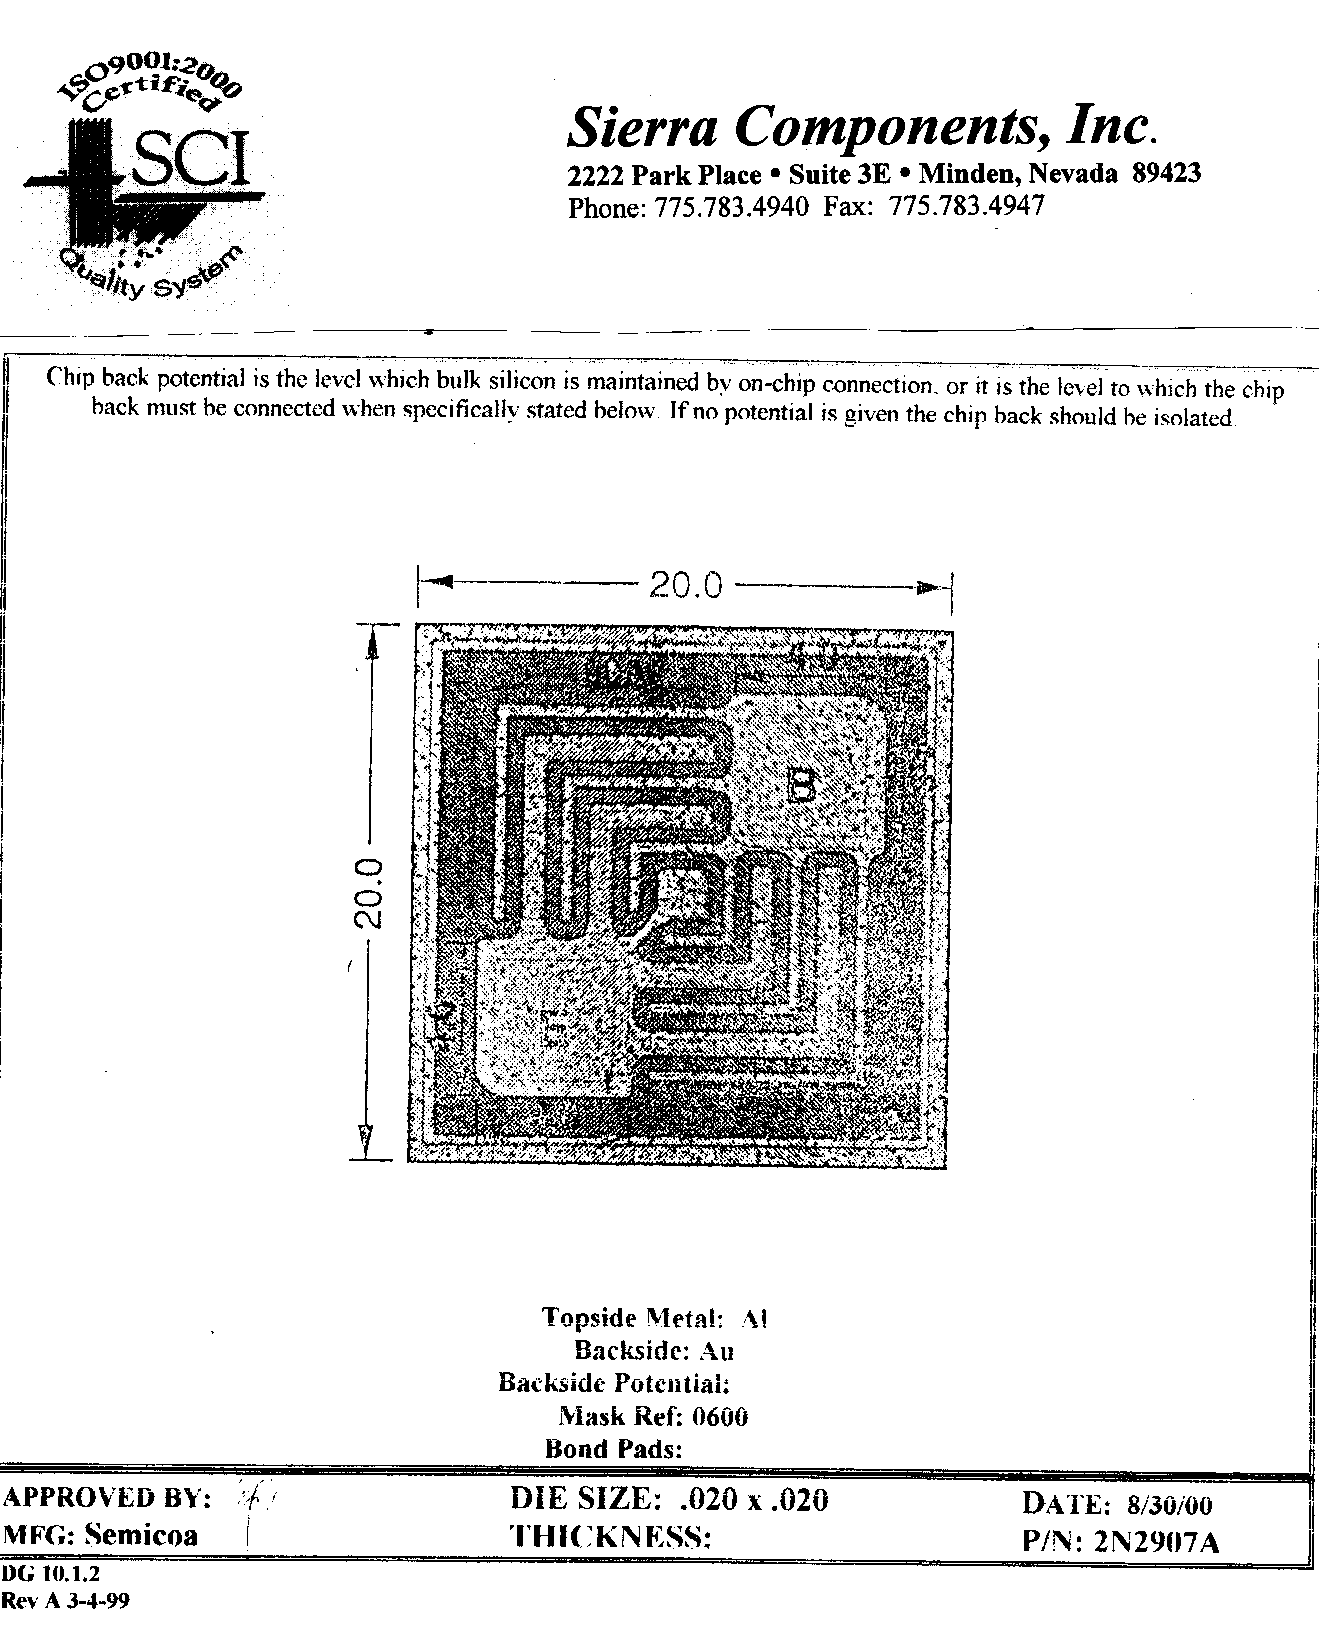 ISO9001:2000
Certified
SCI
Quality System
Sierra Components, Inc.
2222 Park Place • Suite 3E • Minden, Nevada 89423
Phone: 775.783.4940 Fax: 775.783.4947
Chip back potential is the level which bulk silicon is maintained by on-chip connection, or it is the level to which the chip
back must be connected when specifically stated below. If no potential is given the chip back should be isolated.
20.0
20.0
B
E
Topside Metal: Al
Backside: Au
Backside Potential:
Mask Ref: 0600
Bond Pads:
APPROVED BY:
DIE SIZE: .020 x .020
DATE: 8/30/00
MFG: Semicoa
THICKNESS:
P/N: 2N2907A
DG 10.1.2
Rev A 3-4-99